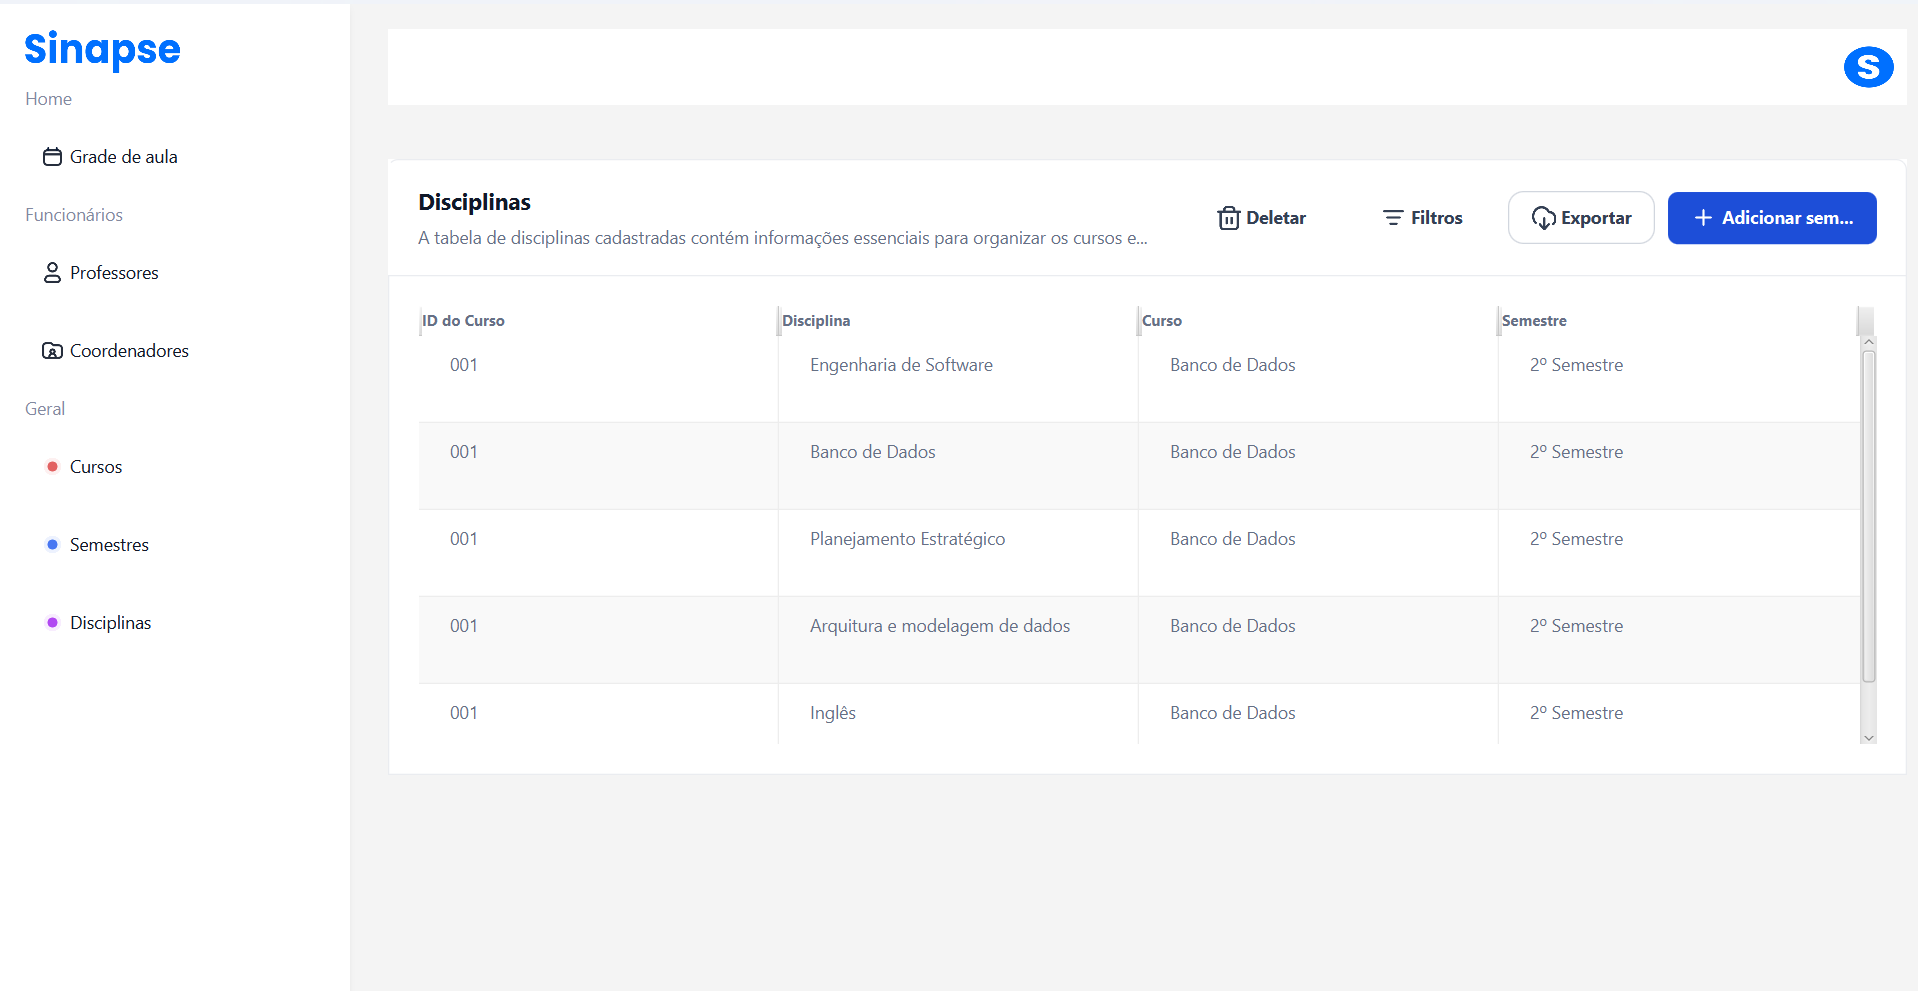 Sinapse
Home
Grade de aula
Funcionários
Professores
Coordenadores
Geral
Cursos
Semestres
Disciplinas
S
Disciplinas
A tabela de disciplinas cadastradas contém informações essenciais para organizar os cursos e...
Deletar
Filtros
Exportar
Adicionar sem...
ID do Curso Disciplina Curso Semestre
001 Engenharia de Software Banco de Dados 2º Semestre
001 Banco de Dados Banco de Dados 2º Semestre
001 Planejamento Estratégico Banco de Dados 2º Semestre
001 Arquitura e modelagem de dados Banco de Dados 2º Semestre
001 Inglês Banco de Dados 2º Semestre